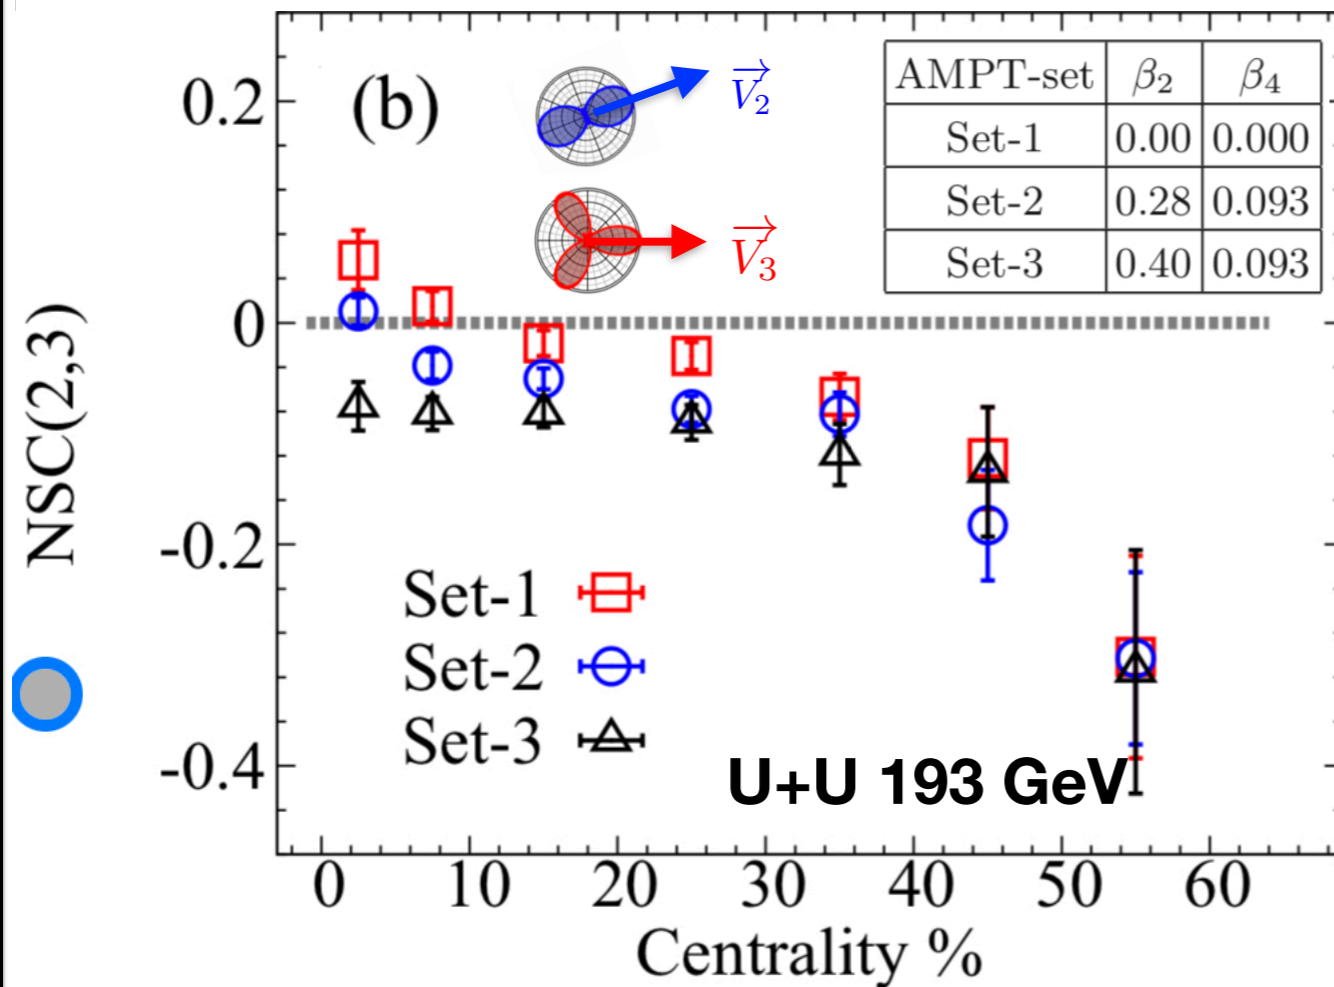 (b)
V⃗₂
V⃗₃
AMPT-set β₂ β₄
Set-1 0.00 0.000
Set-2 0.28 0.093
Set-3 0.40 0.093
0.2
0
-0.2
-0.4
NSC(2,3)
Set-1
Set-2
Set-3
U+U 193 GeV
0 10 20 30 40 50 60
Centrality %